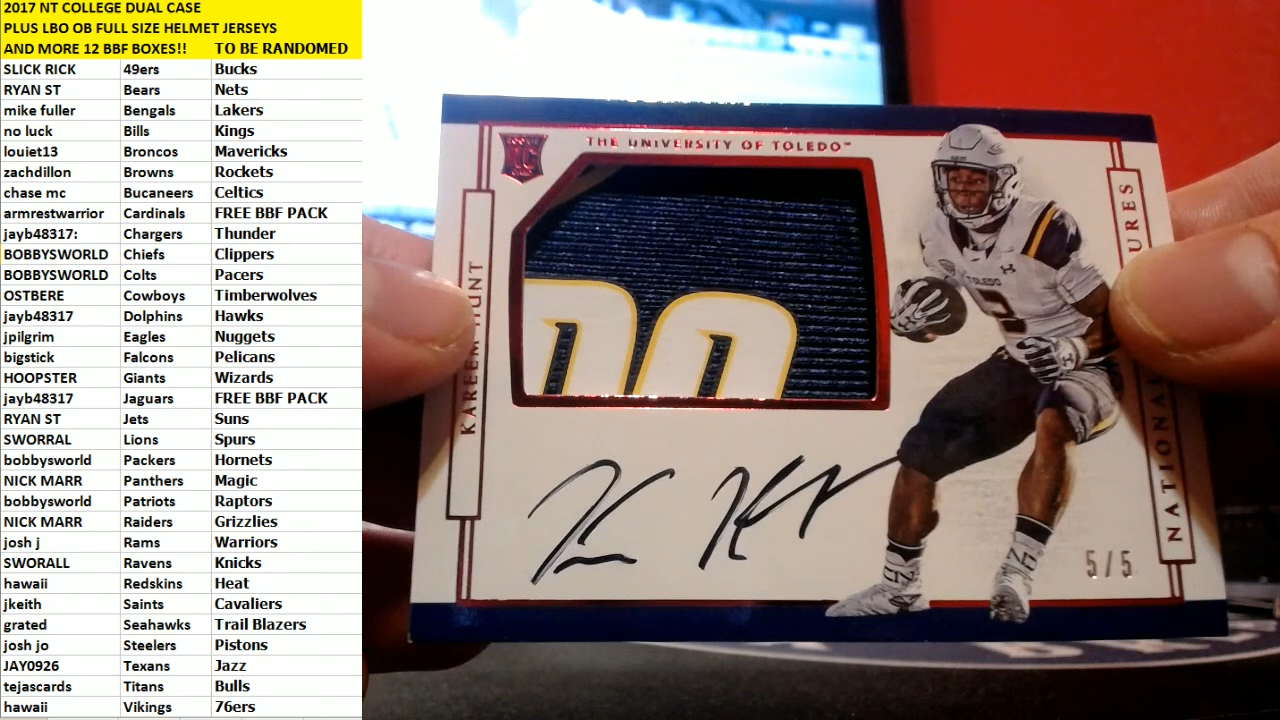 2017 NT COLLEGE DUAL CASE
PLUS LBO OB FULL SIZE HELMET JERSEYS
AND MORE 12 BBF BOXES!! TO BE RANDOMED
SLICK RICK 49ers Bucks
RYAN ST Bears Nets
mike fuller Bengals Lakers
no luck Bills Kings
louiet13 Broncos Mavericks
zachdillon Browns Rockets
chase mc Bucaneers Celtics
armrestwarrior Cardinals FREE BBF PACK
jayb48317: Chargers Thunder
BOBBYSWORLD Chiefs Clippers
BOBBYSWORLD Colts Pacers
OSTBERE Cowboys Timberwolves
jayb48317 Dolphins Hawks
jpilgrim Eagles Nuggets
bigstick Falcons Pelicans
HOOPSTER Giants Wizards
jayb48317 Jaguars FREE BBF PACK
RYAN ST Jets Suns
SWORRAL Lions Spurs
bobbysworld Packers Hornets
NICK MARR Panthers Magic
bobbysworld Patriots Raptors
NICK MARR Raiders Grizzlies
josh j Rams Warriors
SWORALL Ravens Knicks
hawaii Redskins Heat
jkeith Saints Cavaliers
grated Seahawks Trail Blazers
josh jo Steelers Pistons
JAY0926 Texans Jazz
tejascards Titans Bulls
hawaii Vikings 76ers
THE UNIVERSITY OF TOLEDO™
RC
KAREEM HUNT
TOLEDO
2
NATIONAL
URES
5/5